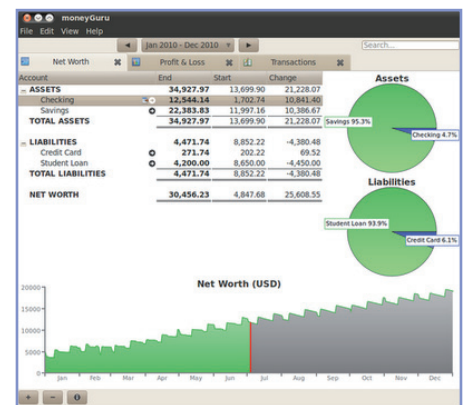 moneyGuru
File Edit View Help
Jan 2010 - Dec 2010
Search...
Net Worth Profit & Loss Transactions
Account End Start Change
ASSETS 34,927.97 13,699.90 21,228.07
Checking 12,544.14 1,702.74 10,841.40
Savings 22,383.83 11,997.16 10,386.67
TOTAL ASSETS 34,927.97 13,699.90 21,228.07
LIABILITIES 4,471.74 8,852.22 -4,380.48
Credit Card 271.74 202.22 69.52
Student Loan 4,200.00 8,650.00 -4,450.00
TOTAL LIABILITIES 4,471.74 8,852.22 -4,380.48
NET WORTH 30,456.23 4,847.68 25,608.55
Assets
Savings 95.3%
Checking 4.7%
Liabilities
Student Loan 93.9%
Credit Card 6.1%
Net Worth (USD)
20000
15000
10000
5000
Jan Feb Mar Apr May Jun Jul Aug Sep Oct Nov Dec